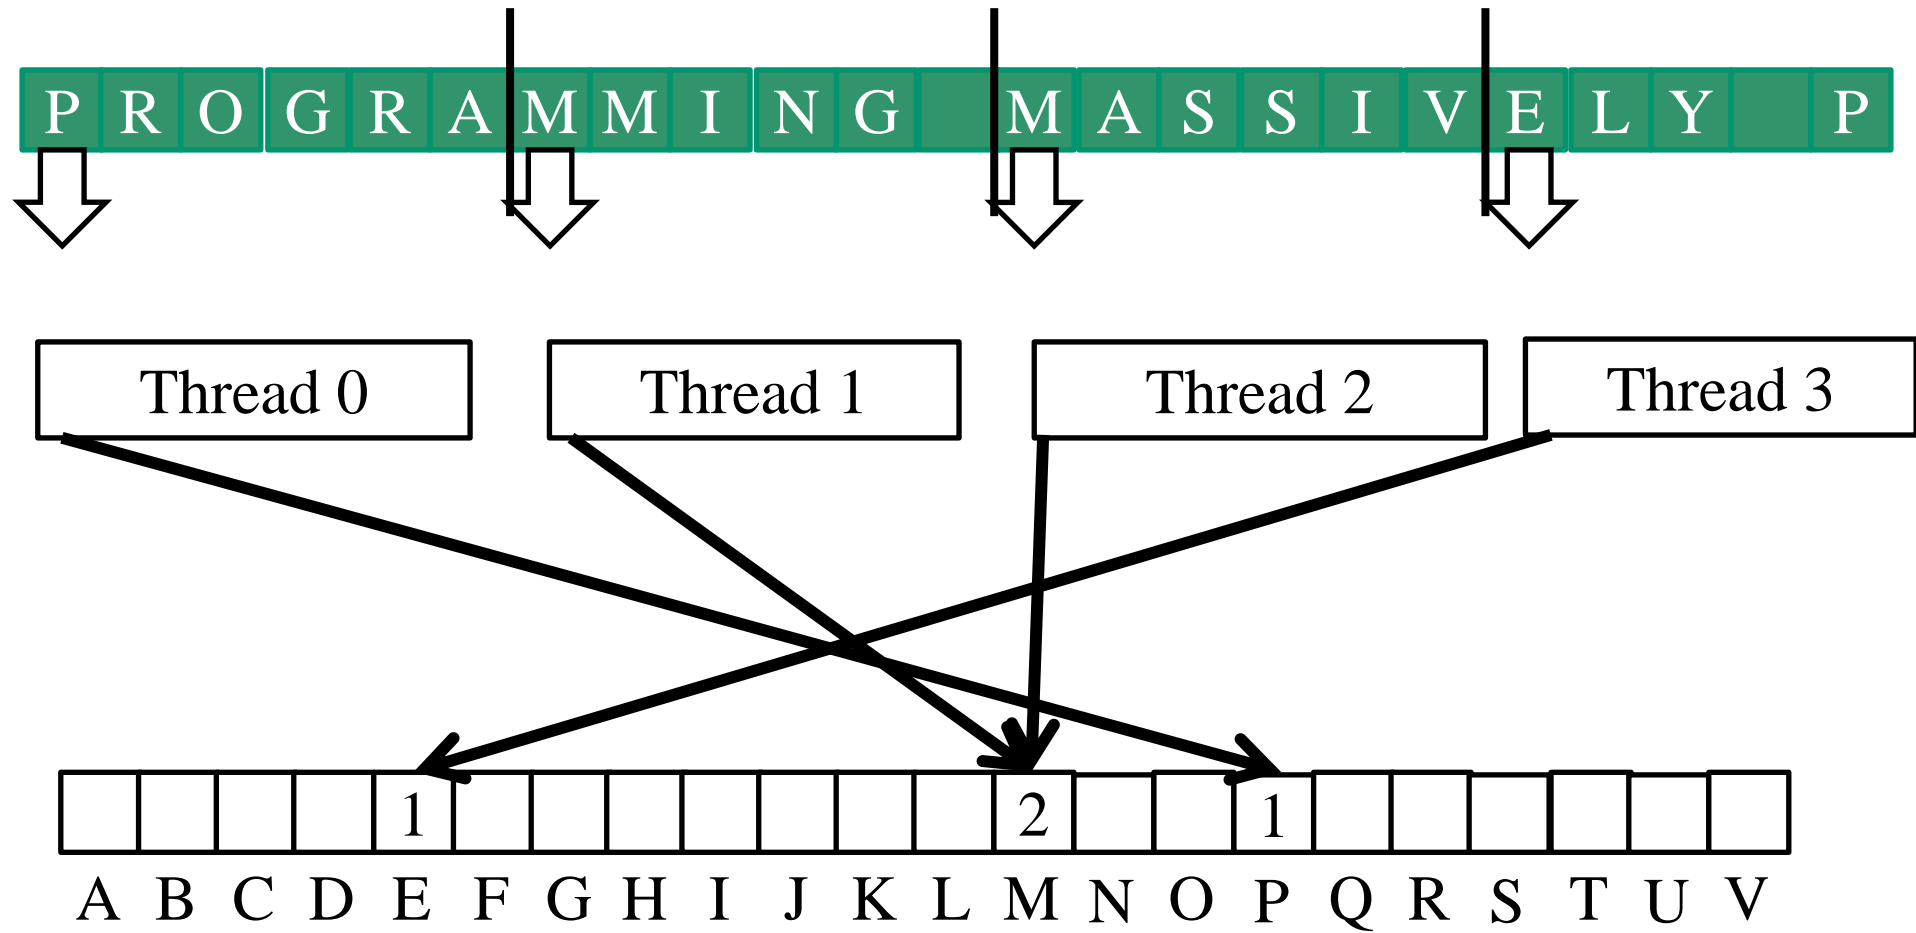 P R O G R A M M I N G M A S S I V E L Y P
Thread 0 Thread 1 Thread 2 Thread 3
1 2 1
A B C D E F G H I J K L M N O P Q R S T U V